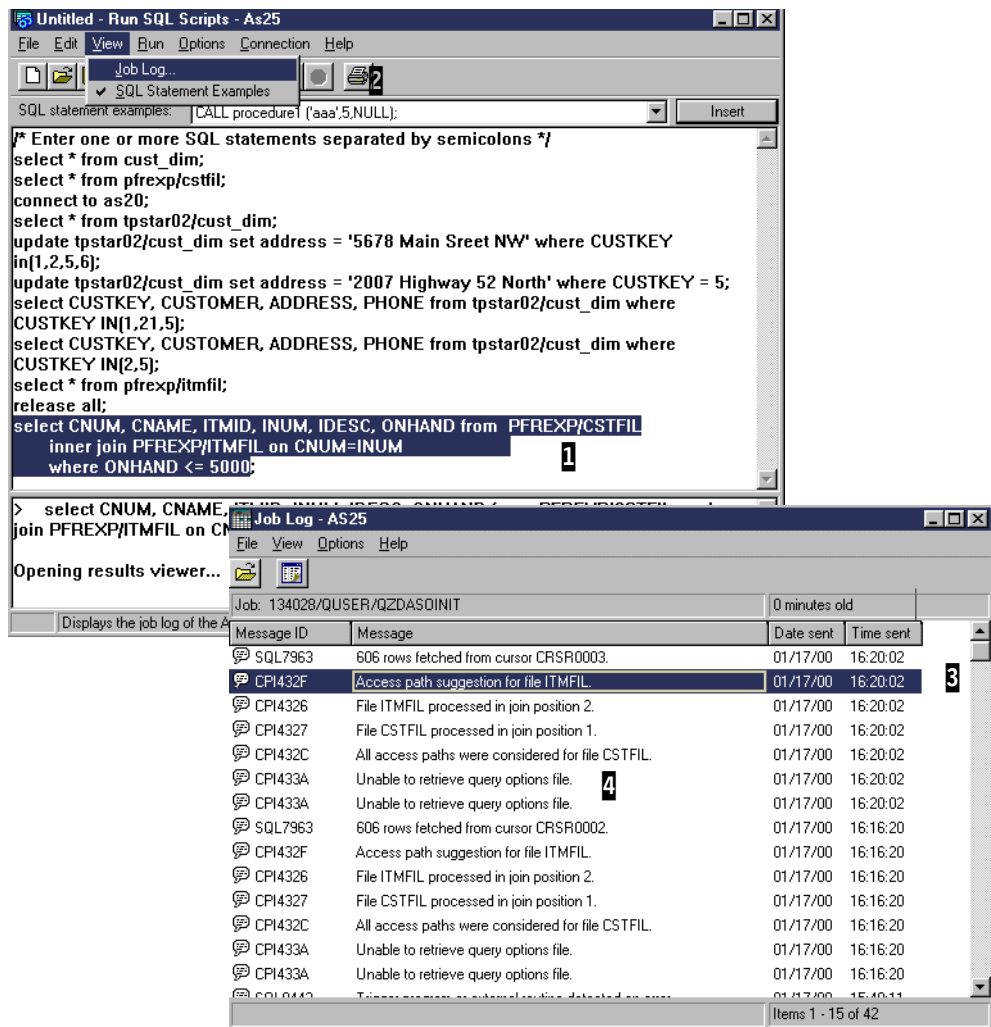 Untitled - Run SQL Scripts - As25
File Edit View Run Options Connection Help
Job Log...
SQL Statement Examples
2
SQL statement examples: CALL procedure1 ('aaa',5,NULL); Insert
/* Enter one or more SQL statements separated by semicolons */
select * from cust_dim;
select * from pfrexp/cstfil;
connect to as20;
select * from tpstar02/cust_dim;
update tpstar02/cust_dim set address = '5678 Main Sreet NW' where CUSTKEY
in(1,2,5,6);
update tpstar02/cust_dim set address = '2007 Highway 52 North' where CUSTKEY = 5;
select CUSTKEY, CUSTOMER, ADDRESS, PHONE from tpstar02/cust_dim where
CUSTKEY IN(1,21,5);
select CUSTKEY, CUSTOMER, ADDRESS, PHONE from tpstar02/cust_dim where
CUSTKEY IN(2,5);
select * from pfrexp/itmfil;
release all;
select CNUM, CNAME, ITMID, INUM, IDESC, ONHAND from PFREXP/CSTFIL
inner join PFREXP/ITMFIL on CNUM=INUM
where ONHAND <= 5000;
1
> select CNUM, CNAME,
join PFREXP/ITMFIL on
Opening results viewer...
Displays the job log of the
Job Log - AS25
File View Options Help
Job: 134028/QUSER/QZDASOINIT 0 minutes old
Message ID Message Date sent Time sent
SQL7963 606 rows fetched from cursor CRSR0003. 01/17/00 16:20:02
CPI432F Access path suggestion for file ITMFIL. 01/17/00 16:20:02
3
CPI4326 File ITMFIL processed in join position 2. 01/17/00 16:20:02
CPI4327 File CSTFIL processed in join position 1. 01/17/00 16:20:02
CPI432C All access paths were considered for file CSTFIL. 01/17/00 16:20:02
CPI433A Unable to retrieve query options file. 01/17/00 16:20:02
4
CPI433A Unable to retrieve query options file. 01/17/00 16:20:02
SQL7963 606 rows fetched from cursor CRSR0002. 01/17/00 16:16:20
CPI432F Access path suggestion for file ITMFIL. 01/17/00 16:16:20
CPI4326 File ITMFIL processed in join position 2. 01/17/00 16:16:20
CPI4327 File CSTFIL processed in join position 1. 01/17/00 16:16:20
CPI432C All access paths were considered for file CSTFIL. 01/17/00 16:16:20
CPI433A Unable to retrieve query options file. 01/17/00 16:16:20
CPI433A Unable to retrieve query options file. 01/17/00 16:16:20
Items 1 - 15 of 42